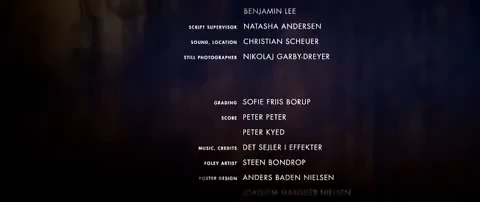 BENJAMIN LEE
SCRIPT SUPERVISOR NATASHA ANDERSEN
SOUND, LOCATION CHRISTIAN SCHEUER
STILL PHOTOGRAPHER NIKOLAJ GARBY-DREYER
GRADING SOFIE FRIIS BORUP
SCORE PETER PETER
PETER KYED
MUSIC, CREDITS DET SEJLER I EFFEKTER
FOLEY ARTIST STEEN BONDROP
POSTER DESIGN ANDERS BADEN NIELSEN
NIELSEN